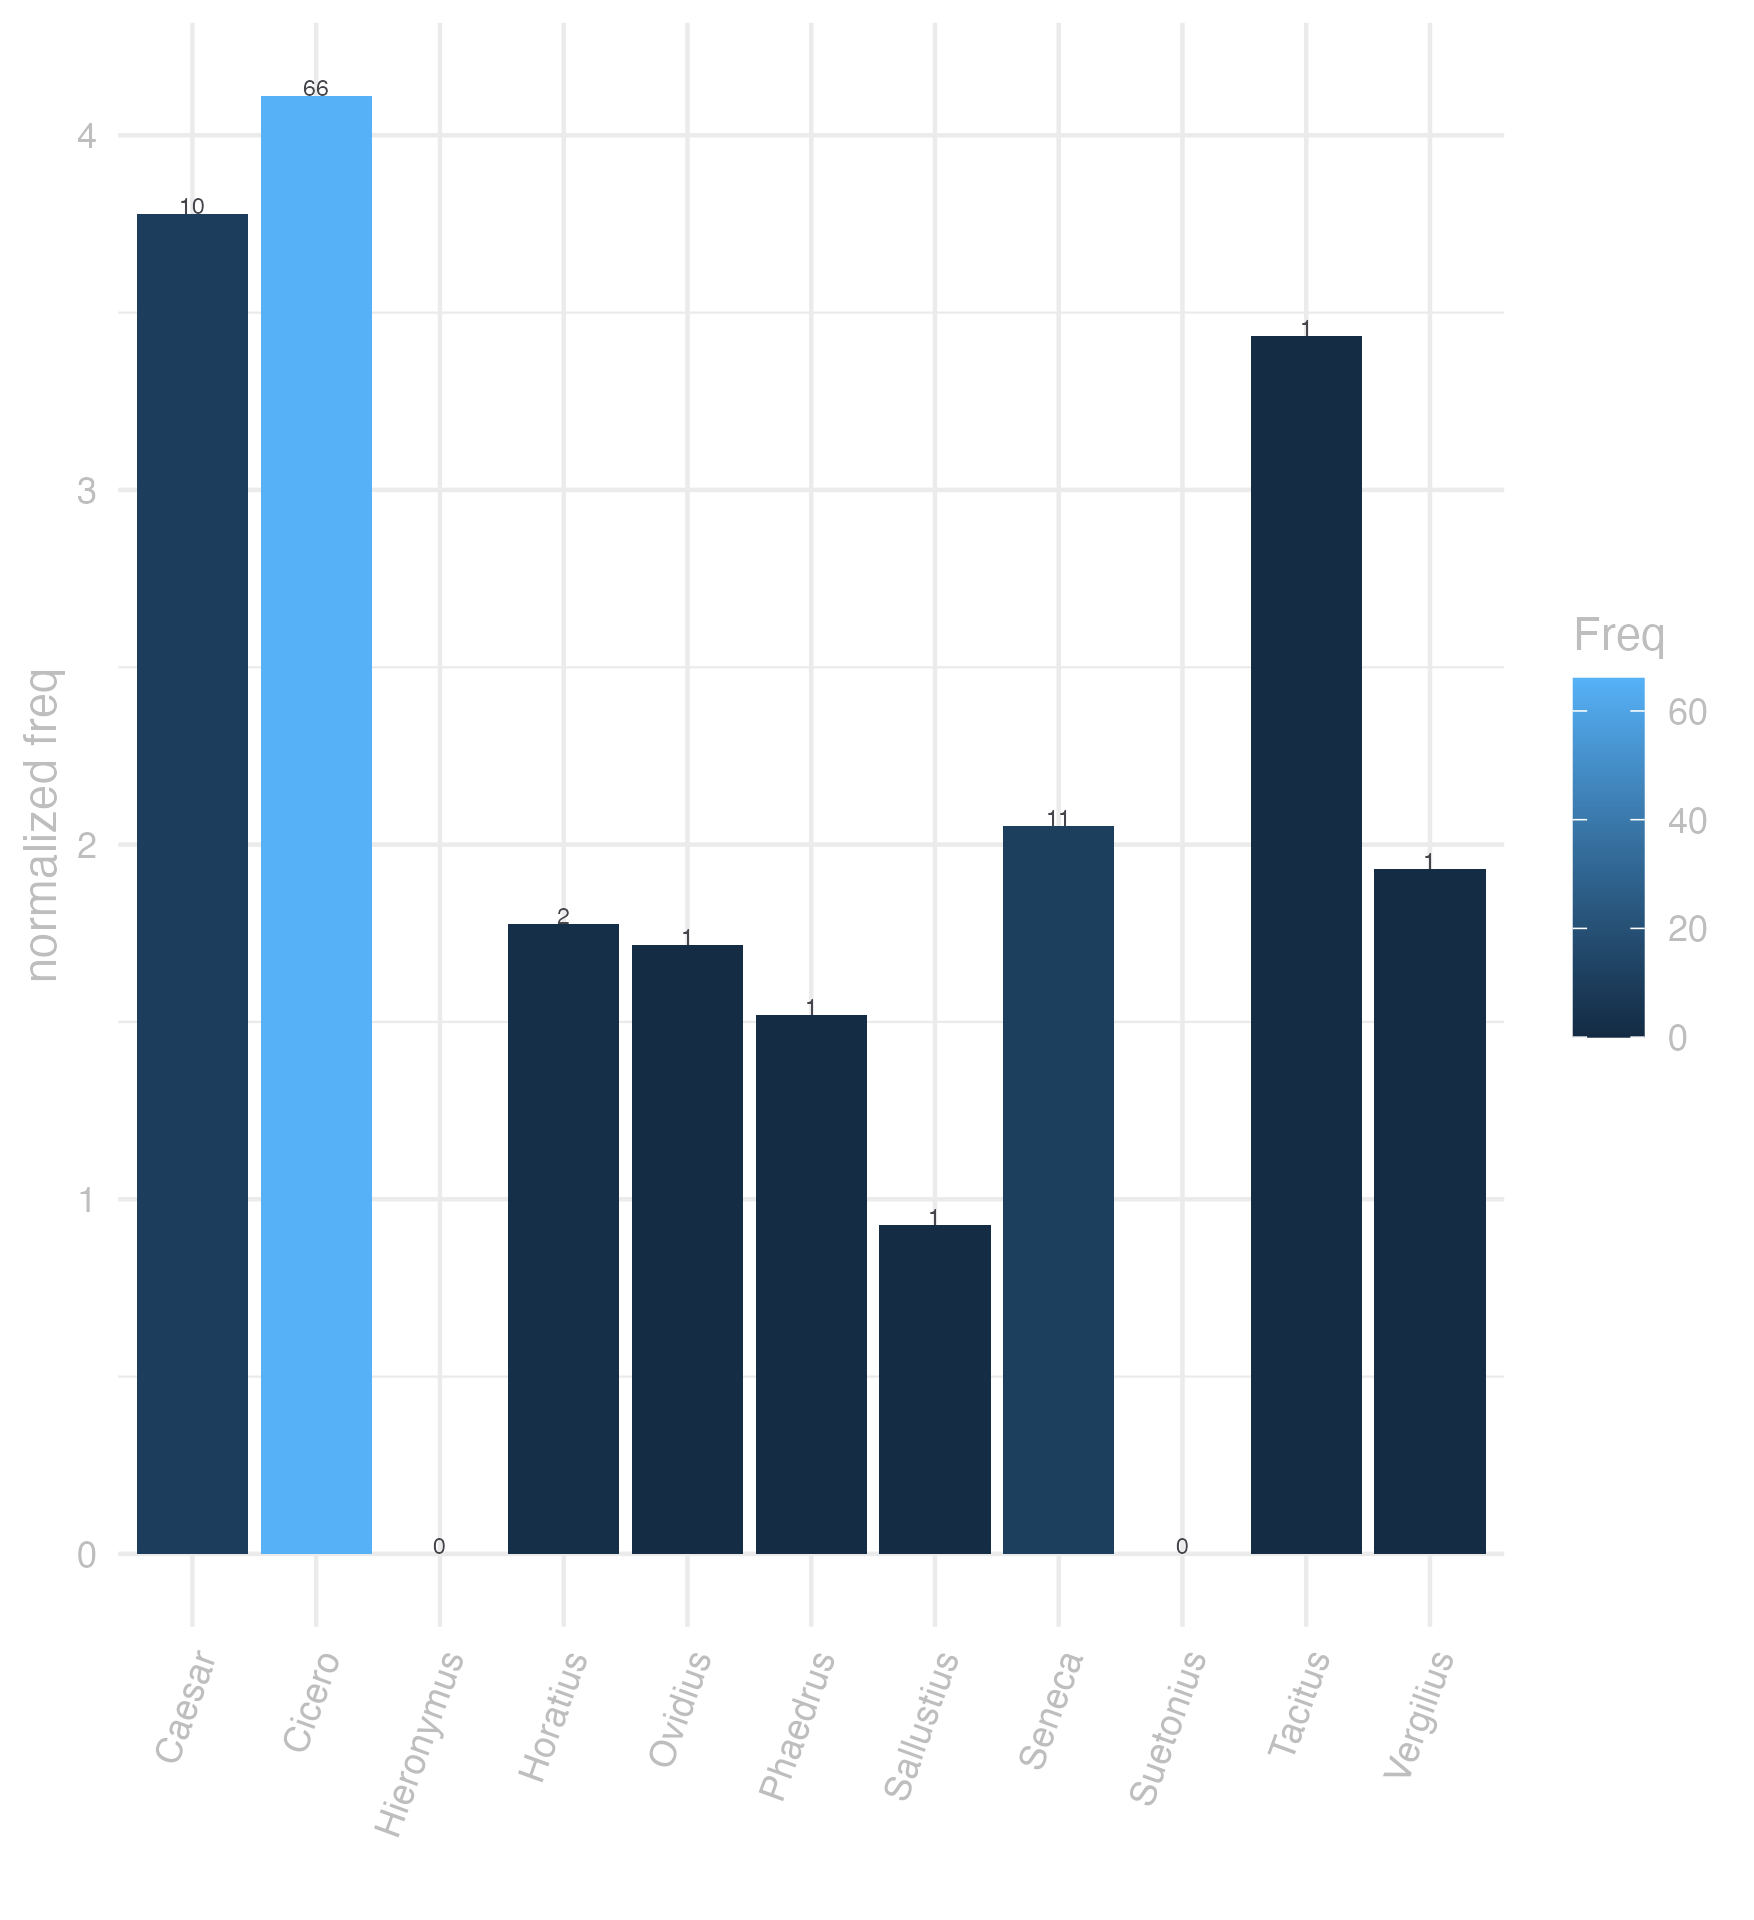 normalized freq
4
3
2
1
0
10
66
0
2
1
1
1
11
0
1
1
Caesar
Cicero
Hieronymus
Horatius
Ovidius
Phaedrus
Sallustius
Seneca
Suetonius
Tacitus
Vergilius
Freq
60
40
20
0